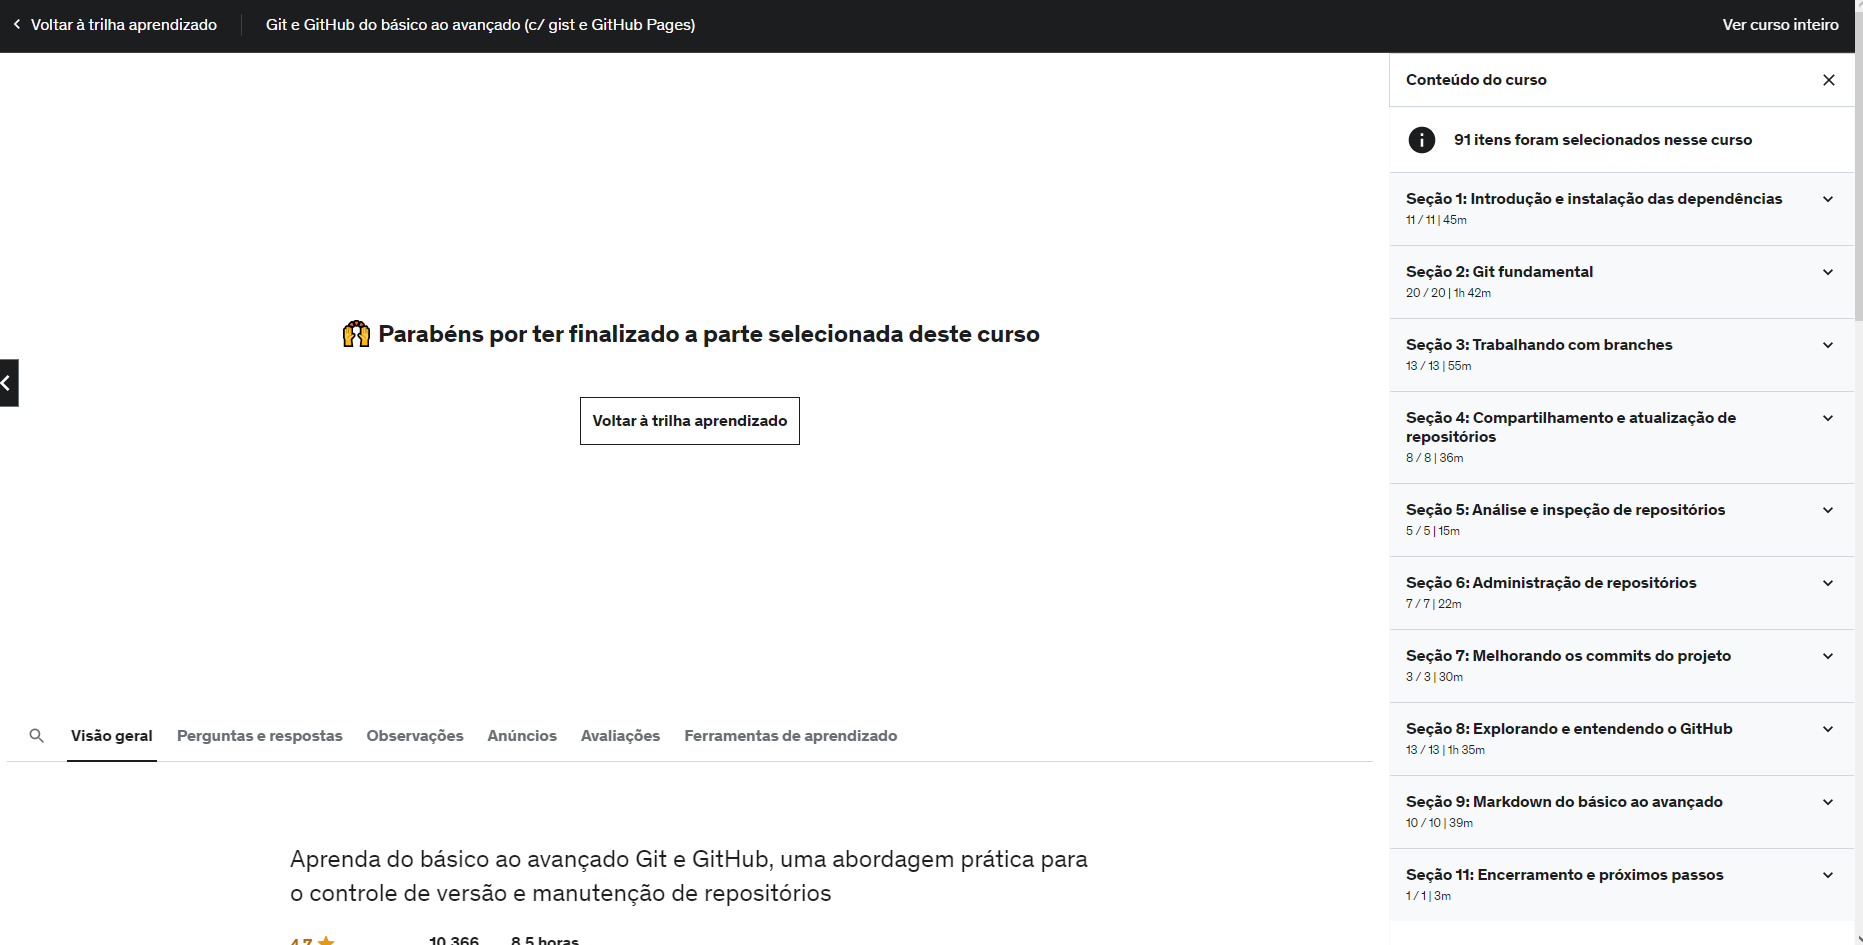 Voltar à trilha aprendizado
Git e GitHub do básico ao avançado (c/ gist e GitHub Pages)
Ver curso inteiro
Parabéns por ter finalizado a parte selecionada deste curso
Voltar à trilha aprendizado
Visão geral
Perguntas e respostas
Observações
Anúncios
Avaliações
Ferramentas de aprendizado
Aprenda do básico ao avançado Git e GitHub, uma abordagem prática para
o controle de versão e manutenção de repositórios
4,7
10.366
8.5 horas
Conteúdo do curso
91 itens foram selecionados nesse curso
Seção 1: Introdução e instalação das dependências
11 / 11 | 45m
Seção 2: Git fundamental
20 / 20 | 1h 42m
Seção 3: Trabalhando com branches
13 / 13 | 55m
Seção 4: Compartilhamento e atualização de
repositórios
8 / 8 | 36m
Seção 5: Análise e inspeção de repositórios
5 / 5 | 15m
Seção 6: Administração de repositórios
7 / 7 | 22m
Seção 7: Melhorando os commits do projeto
3 / 3 | 30m
Seção 8: Explorando e entendendo o GitHub
13 / 13 | 1h 35m
Seção 9: Markdown do básico ao avançado
10 / 10 | 39m
Seção 11: Encerramento e próximos passos
1 / 1 | 3m